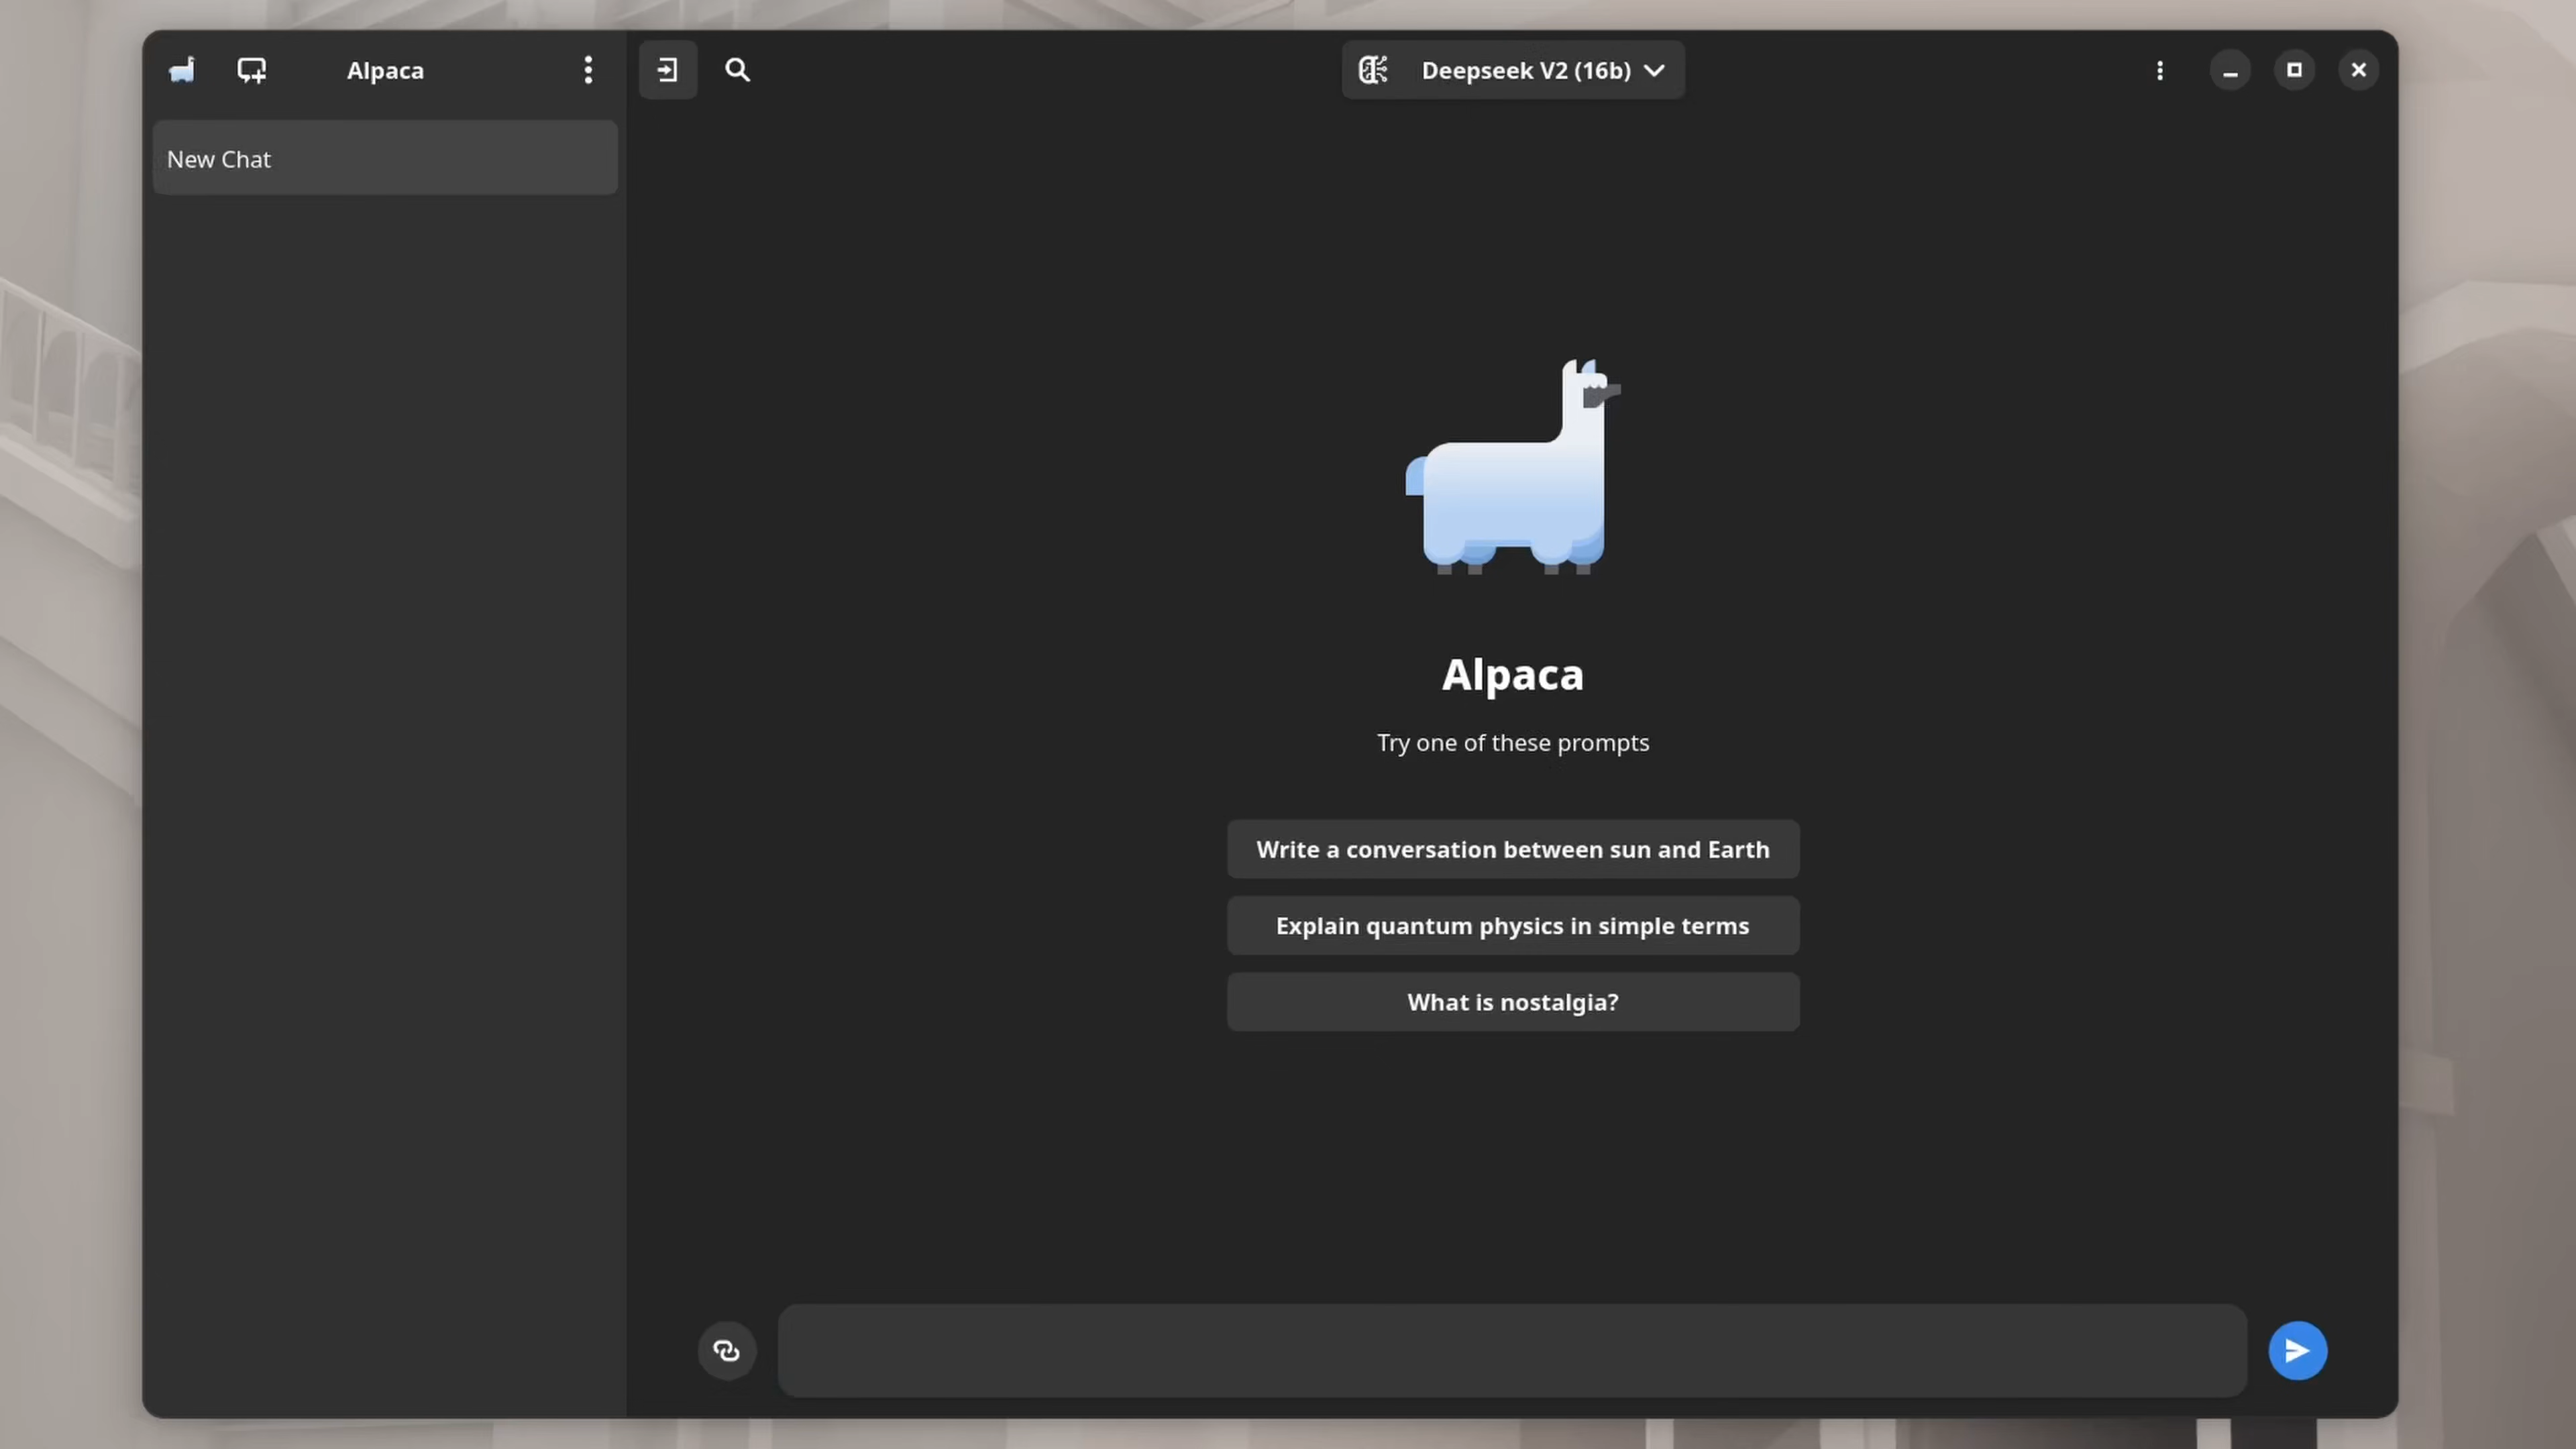 Alpaca
Deepseek V2 (16b)
New Chat
Alpaca
Try one of these prompts
Write a conversation between sun and Earth
Explain quantum physics in simple terms
What is nostalgia?